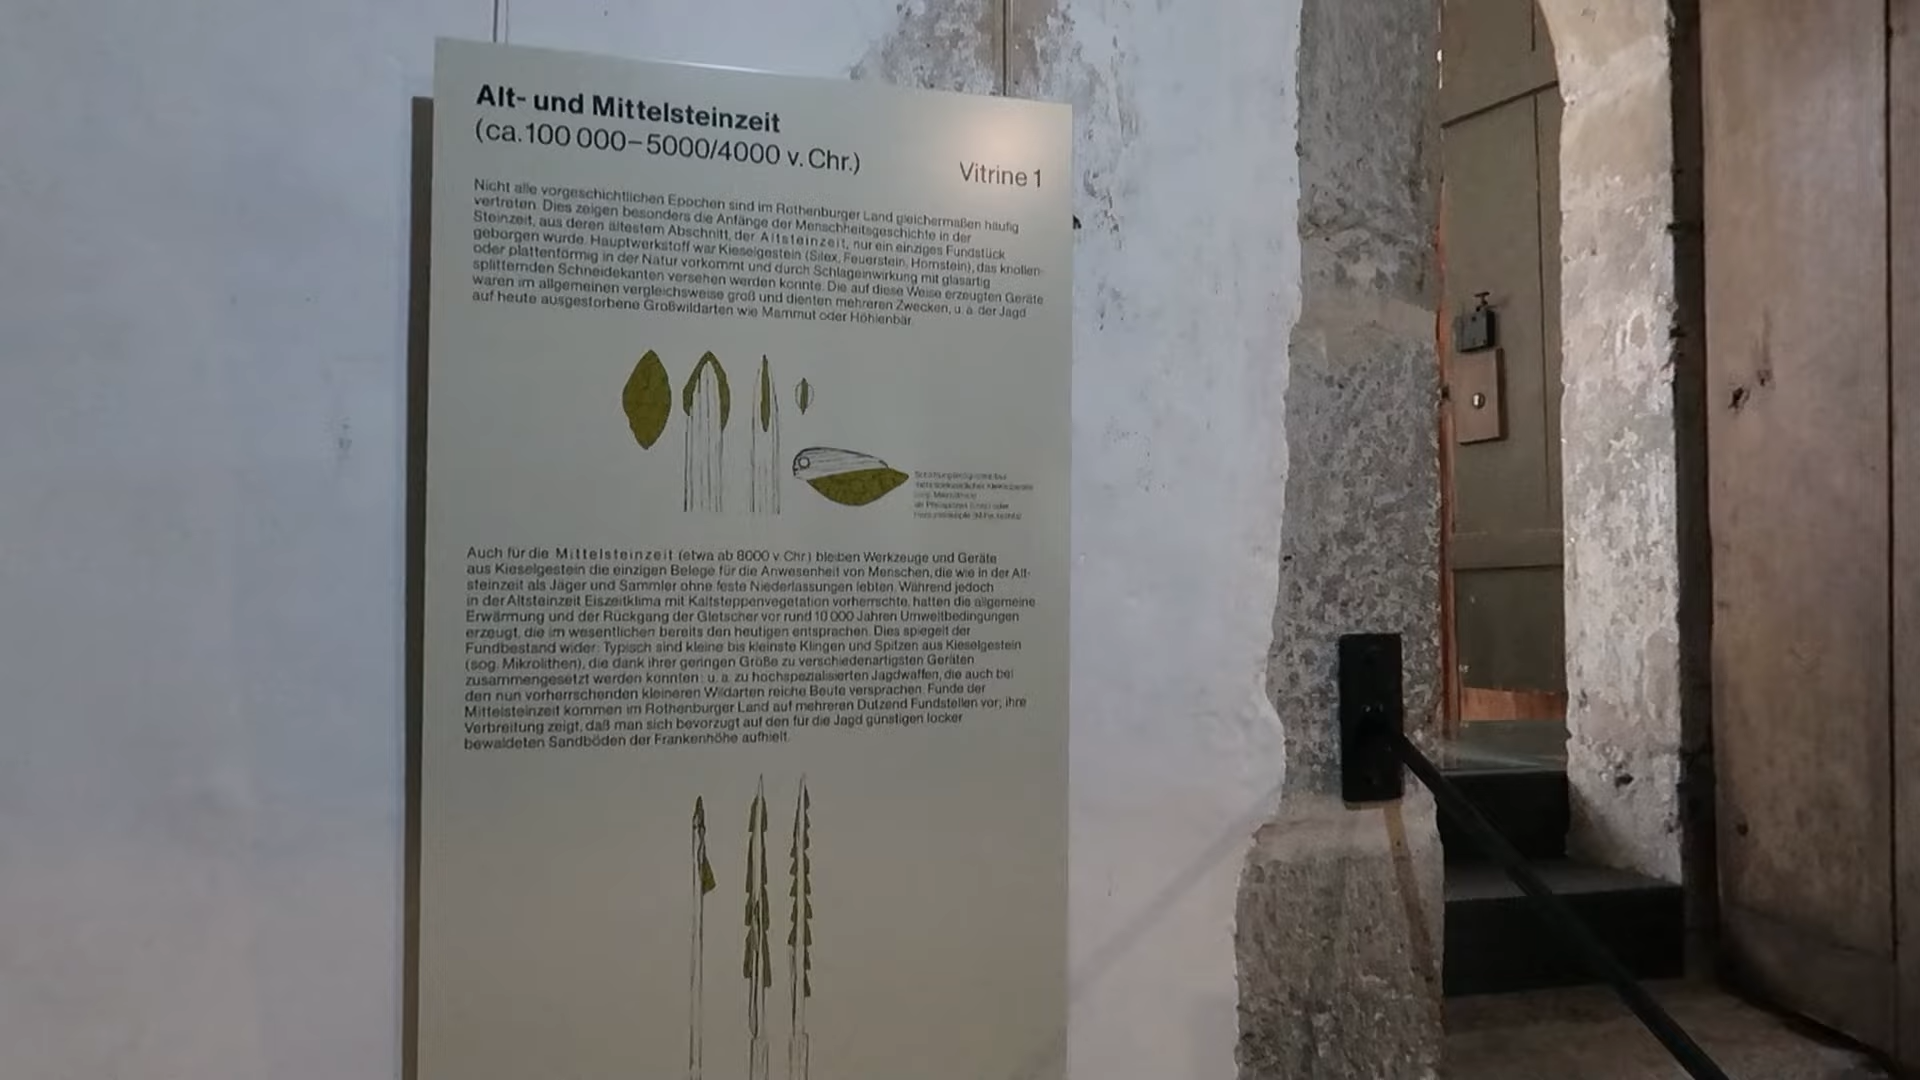 Alt- und Mittelsteinzeit
(ca. 100 000–5000/4000 v. Chr.)
Vitrine 1
Nicht alle vorgeschichtlichen Epochen sind im Rothenburger Land gleichermaßen häufig
vertreten. Dies zeigen besonders die Anfänge der Menschheitsgeschichte in der
Steinzeit, aus deren ältestem Abschnitt, der Altsteinzeit, nur ein einziges Fundstück
geborgen wurde. Hauptwerkstoff war Kieselgestein (Silex, Feuerstein, Hornstein), das knollen-
oder plattenförmig in der Natur vorkommt und durch Schlageinwirkung mit glasartig
splitternden Schneidekanten versehen werden konnte. Die auf diese Weise erzeugten Geräte
waren im allgemeinen vergleichsweise groß und dienten mehreren Zwecken, u. a. der Jagd
auf heute ausgestorbene Großwildarten wie Mammut oder Höhlenbär.
Auch für die Mittelsteinzeit (etwa ab 8000 v. Chr.) bleiben Werkzeuge und Geräte
aus Kieselgestein die einzigen Belege für die Anwesenheit von Menschen, die wie in der Alt-
steinzeit als Jäger und Sammler ohne feste Niederlassungen lebten. Während jedoch
in der Altsteinzeit Eiszeitklima mit Kaltsteppenvegetation vorherrschte, hatten die allgemeine
Erwärmung und der Rückgang der Gletscher vor rund 10 000 Jahren Umweltbedingungen
erzeugt, die im wesentlichen bereits den heutigen entsprachen. Dies spiegelt der
Fundbestand wider: Typisch sind kleine bis kleinste Klingen und Spitzen aus Kieselgestein
(sog. Mikrolithen), die dank ihrer geringen Größe zu verschiedenartigsten Geräten
zusammengesetzt werden konnten; u. a. zu hochspezialisierten Jagdwaffen, die auch bei
den nun vorherrschenden kleineren Wildarten reiche Beute versprachen. Funde der
Mittelsteinzeit kommen im Rothenburger Land auf mehreren Dutzend Fundstellen vor; ihre
Verbreitung zeigt, daß man sich bevorzugt auf den für die Jagd günstigen locker
bewaldeten Sandböden der Frankenhöhe aufhielt.